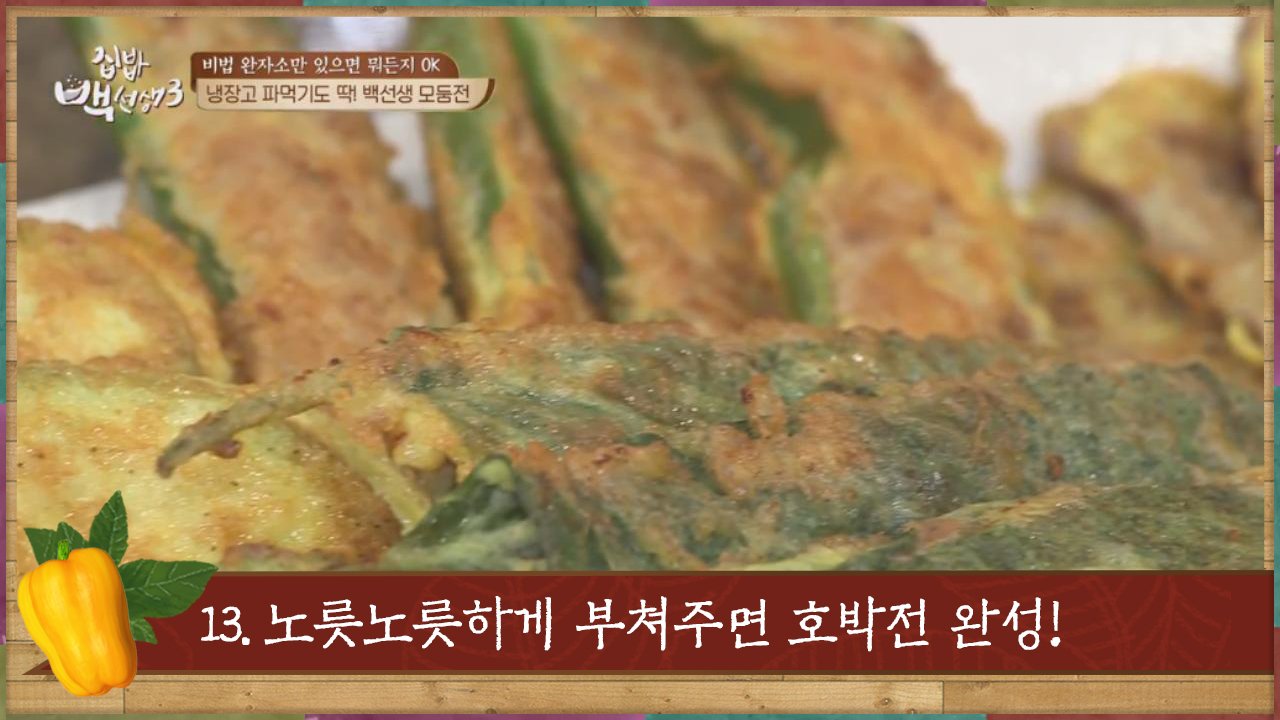 집밥
백선생3
비법 완자소만 있으면 뭐든지 OK
냉장고 파먹기도 딱! 백선생 모둠전
13. 노릇노릇하게 부쳐주면 호박전 완성!